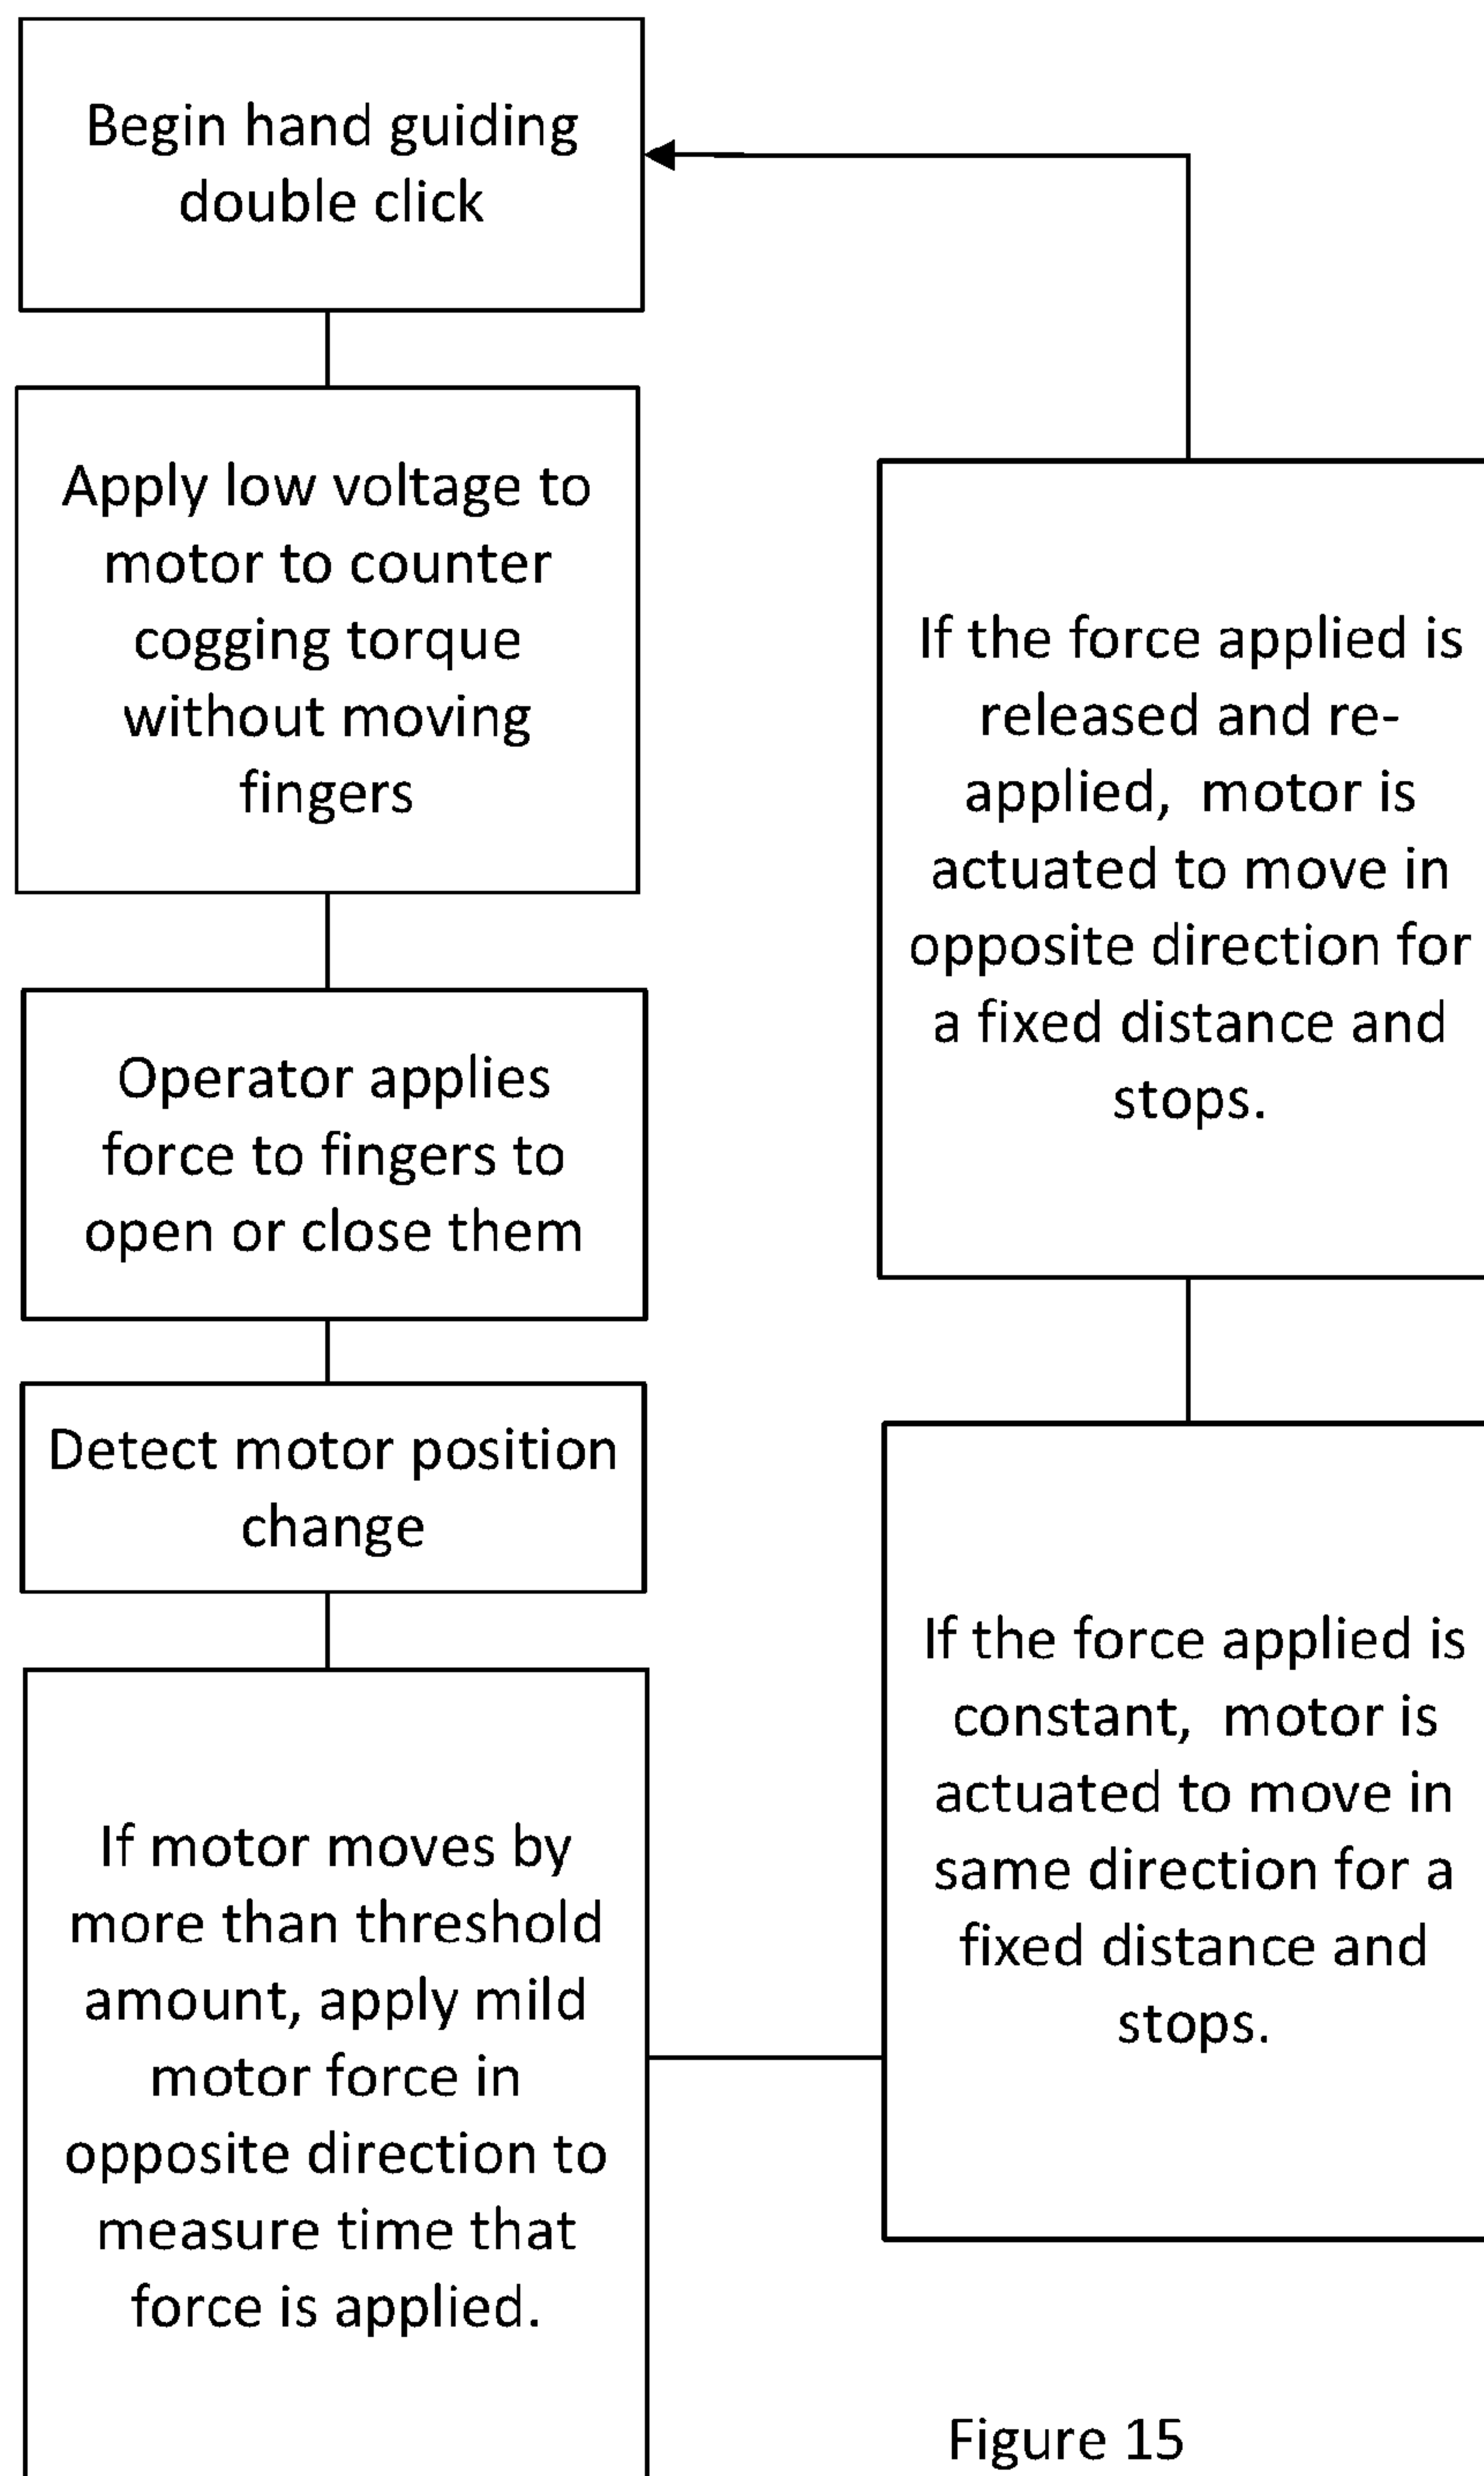 Begin hand guiding
double click
Apply low voltage to
motor to counter
cogging torque
without moving
fingers
Operator applies
force to fingers to
open or close them
Detect motor position
change
If motor moves by
more than threshold
amount, apply mild
motor force in
opposite direction to
measure time that
force is applied.
If the force applied is
constant, motor is
actuated to move in
same direction for a
fixed distance and
stops.
If the force applied is
released and re-
applied, motor is
actuated to move in
opposite direction for
a fixed distance and
stops.
Figure 15